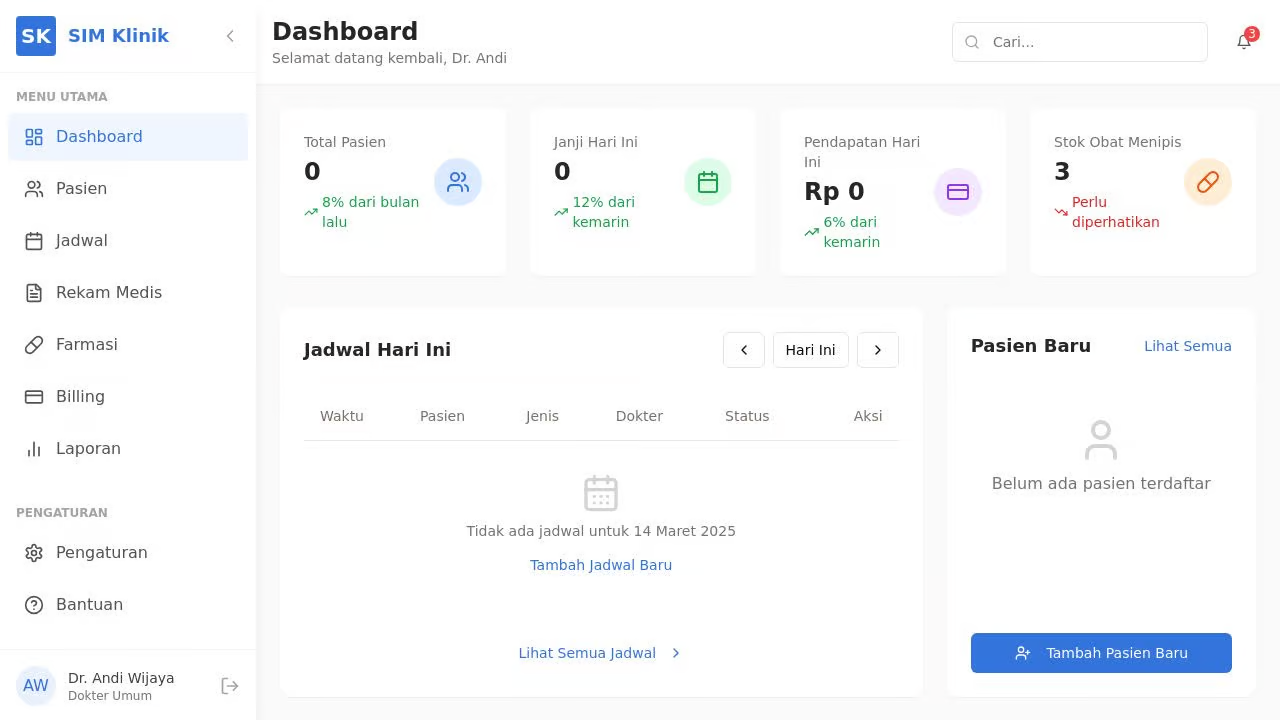 SK SIM Klinik
MENU UTAMA
Dashboard
Pasien
Jadwal
Rekam Medis
Farmasi
Billing
Laporan
PENGATURAN
Pengaturan
Bantuan
AW
Dr. Andi Wijaya
Dokter Umum
Dashboard
Selamat datang kembali, Dr. Andi
Cari...
3
Total Pasien
0
8% dari bulan
lalu
Janji Hari Ini
0
12% dari
kemarin
Pendapatan Hari
Ini
Rp 0
6% dari
kemarin
Stok Obat Menipis
3
Perlu
diperhatikan
Jadwal Hari Ini
Hari Ini
Waktu Pasien Jenis Dokter Status Aksi
Tidak ada jadwal untuk 14 Maret 2025
Tambah Jadwal Baru
Lihat Semua Jadwal
Pasien Baru
Lihat Semua
Belum ada pasien terdaftar
Tambah Pasien Baru